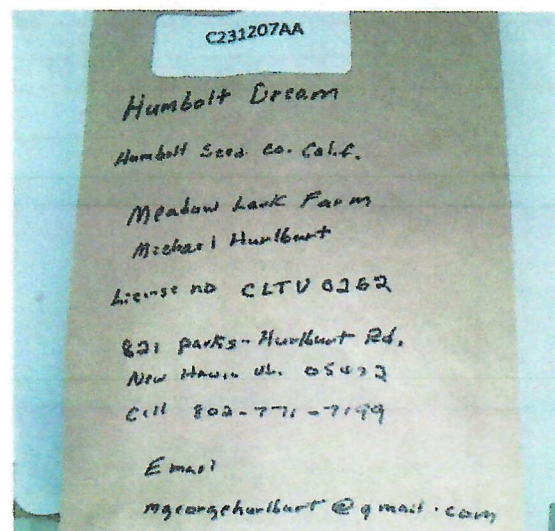 C231207AA
Humbolt Dream
Humbolt Seed Co. Calif.
Meadow Lark Farm
Michael Hurlburt
License no CLTV 0262
821 parks-Hurlburt Rd.
New Haven Vt. 05472
Cell 802-771-7199
Email
mgeorgehurlburt@gmail.com